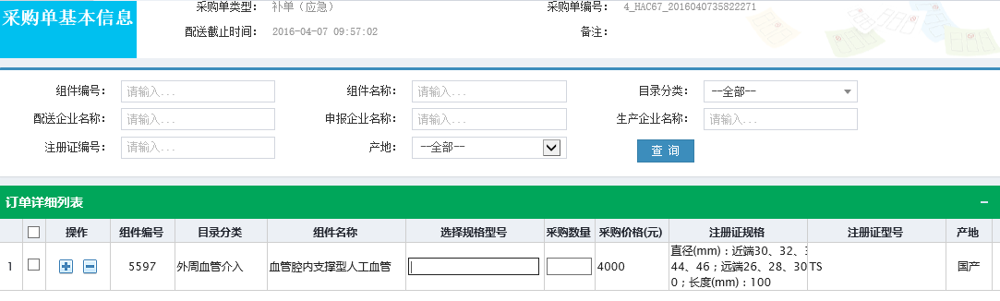 采购单基本信息
采购单类型： 补单（应急） 采购单编号： 4_HAC67_2016040735822271
配送截止时间： 2016-04-07 09:57:02 备注：
组件编号： 请输入... 组件名称： 请输入... 目录分类： --全部--
配送企业名称： 请输入... 申报企业名称： 请输入... 生产企业名称： 请输入...
注册证编号： 请输入... 产地： --全部-- 查 询
订单详细列表
操作 组件编号 目录分类 组件名称 选择规格型号 采购数量 采购价格(元) 注册证规格 注册证型号 产地
1 5597 外周血管介入 血管腔内支撑型人工血管 4000 直径(mm)：近端30、32、
44、46；远端26、28、30 TS 国产
0；长度(mm)：100